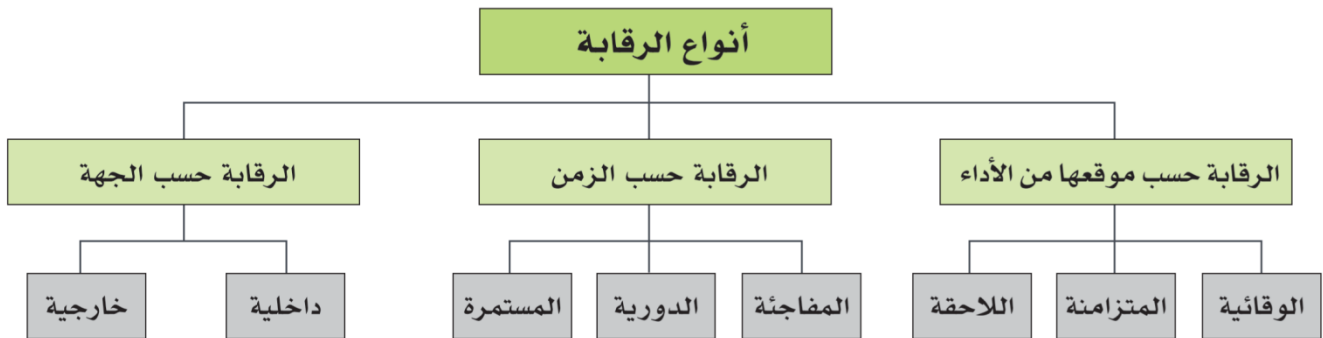 أنواع الرقابة
الرقابة حسب موقعها من الأداء
الرقابة حسب الزمن
الرقابة حسب الجهة
الوقائية
المتزامنة
اللاحقة
المفاجئة
الدورية
المستمرة
داخلية
خارجية